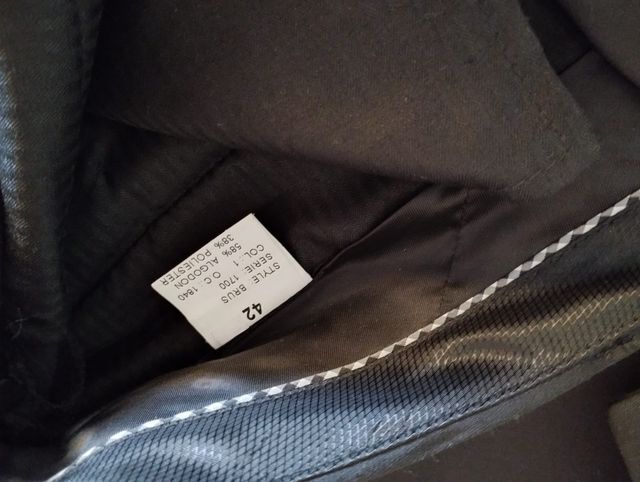 42
STYLE: BRUS
SERIE: 1700
COL.: 1 O.C.: 1840
58% ALGODON
38% POLIESTER